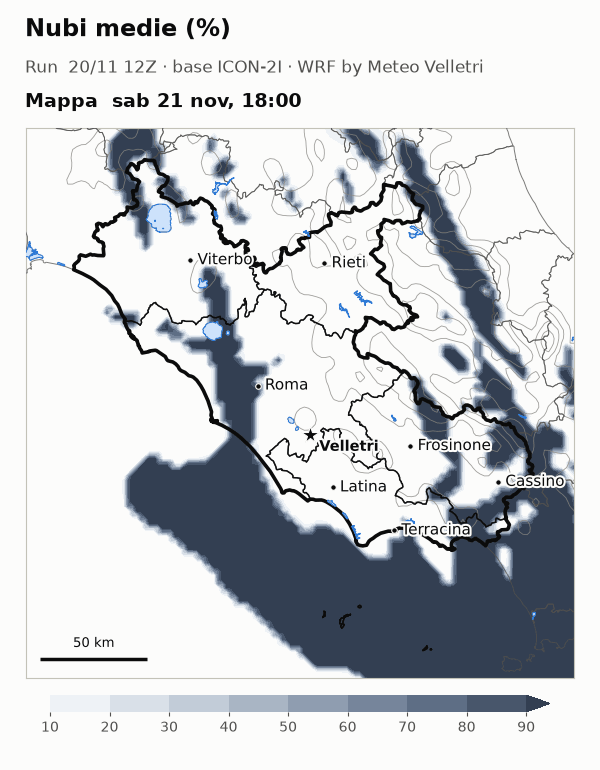 Nubi medie (%)
Run  20/11 12Z · base ICON-2I · WRF by Meteo Velletri
Mappa  sab 21 nov, 18:00
Viterbo
Rieti
Roma
Velletri
Frosinone
Cassino
Latina
Terracina
50 km
10 20 30 40 50 60 70 80 90